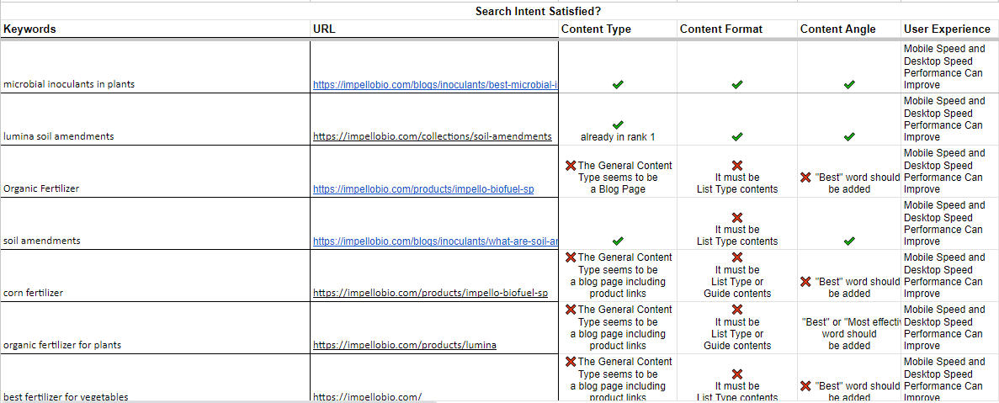 Search Intent Satisfied?
Keywords
URL
Content Type
Content Format
Content Angle
User Experience
microbial inoculants in plants
https://impellobio.com/blogs/inoculants/best-microbial-i
Mobile Speed and
Desktop Speed
Performance Can
Improve
lumina soil amendments
https://impellobio.com/collections/soil-amendments
already in rank 1
Mobile Speed and
Desktop Speed
Performance Can
Improve
Organic Fertilizer
https://impellobio.com/products/impello-biofuel-sp
The General Content
Type seems to be
a Blog Page
It must be
List Type contents
"Best" word should
be added
Mobile Speed and
Desktop Speed
Performance Can
Improve
soil amendments
https://impellobio.com/blogs/inoculants/what-are-soil-ar
It must be
List Type contents
Mobile Speed and
Desktop Speed
Performance Can
Improve
corn fertilizer
https://impellobio.com/products/impello-biofuel-sp
The General Content
Type seems to be
a blog page including
product links
It must be
List Type or
Guide contents
"Best" word should
be added
Mobile Speed and
Desktop Speed
Performance Can
Improve
organic fertilizer for plants
https://impellobio.com/products/lumina
The General Content
Type seems to be
a blog page including
product links
It must be
List Type or
Guide contents
"Best" or "Most effectiv
word should
be added
Mobile Speed and
Desktop Speed
Performance Can
Improve
best fertilizer for vegetables
https://impellobio.com/
The General Content
Type seems to be
a blog page including
product links
It must be
List Type contents
"Best" word should
be added
Mobile Speed and
Desktop Speed
Performance Can
Improve